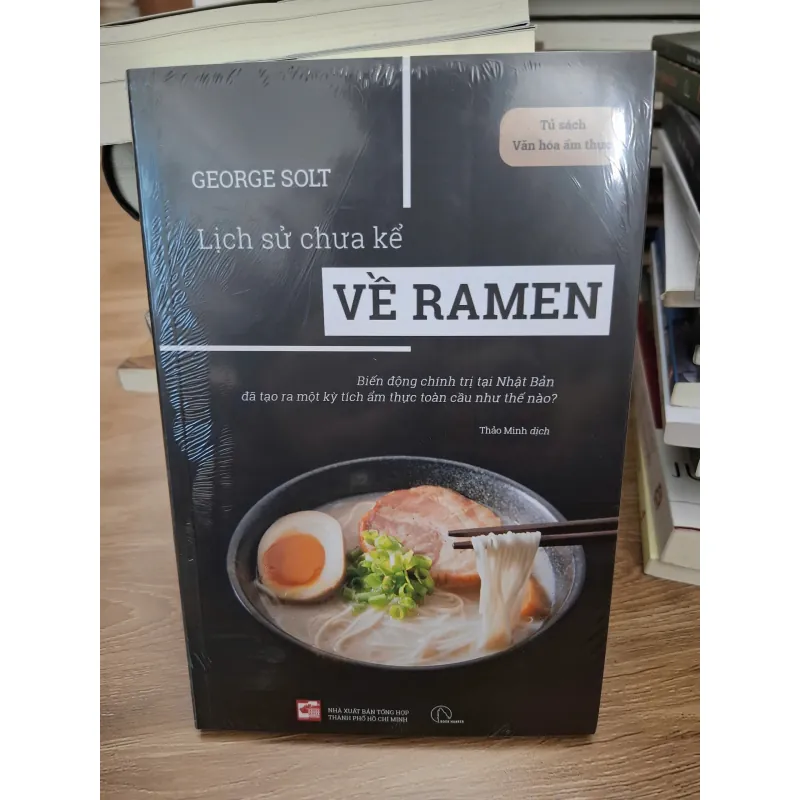 Tủ sách
Văn hóa ẩm thực
GEORGE SOLT
Lịch sử chưa kể
VỀ RAMEN
Biến động chính trị tại Nhật Bản
đã tạo ra một kỳ tích ẩm thực toàn cầu như thế nào?
Thảo Minh dịch
NHÀ XUẤT BẢN TỔNG HỢP
THÀNH PHỐ HỒ CHÍ MINH